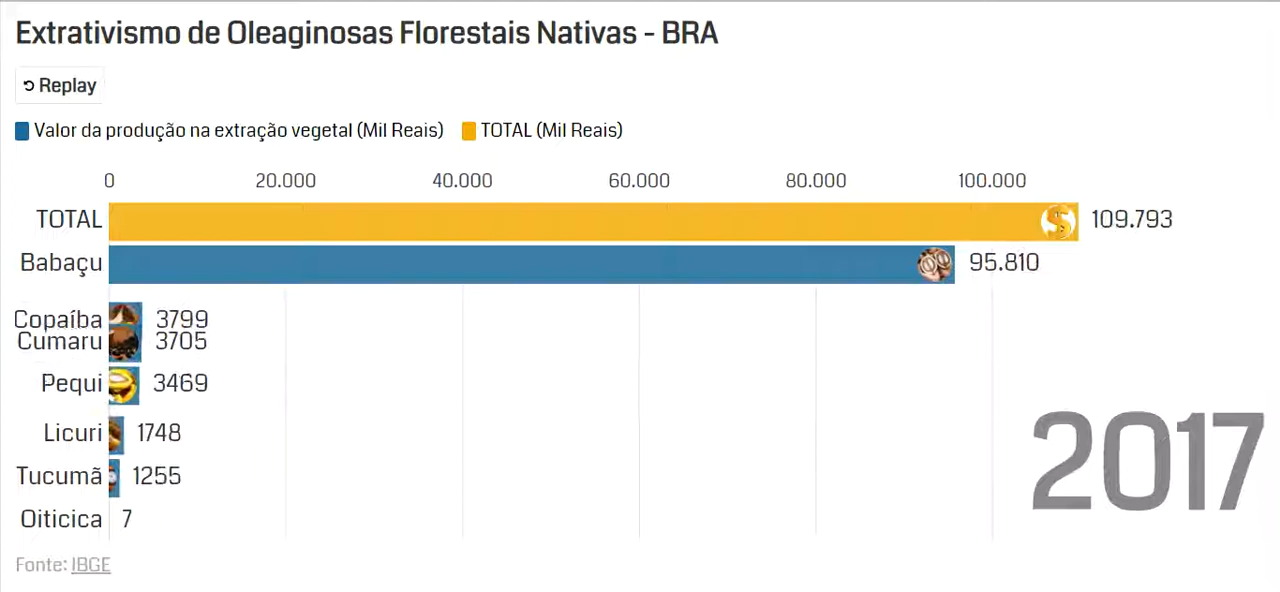 Extrativismo de Oleaginosas Florestais Nativas - BRA
Replay
Valor da produção na extração vegetal (Mil Reais) TOTAL (Mil Reais)
0 20.000 40.000 60.000 80.000 100.000
TOTAL 109.793
Babaçu 95.810
Copaíba 3799
Cumaru 3705
Pequi 3469
Licuri 1748
Tucumã 1255
Oiticica 7
2017
Fonte: IBGE